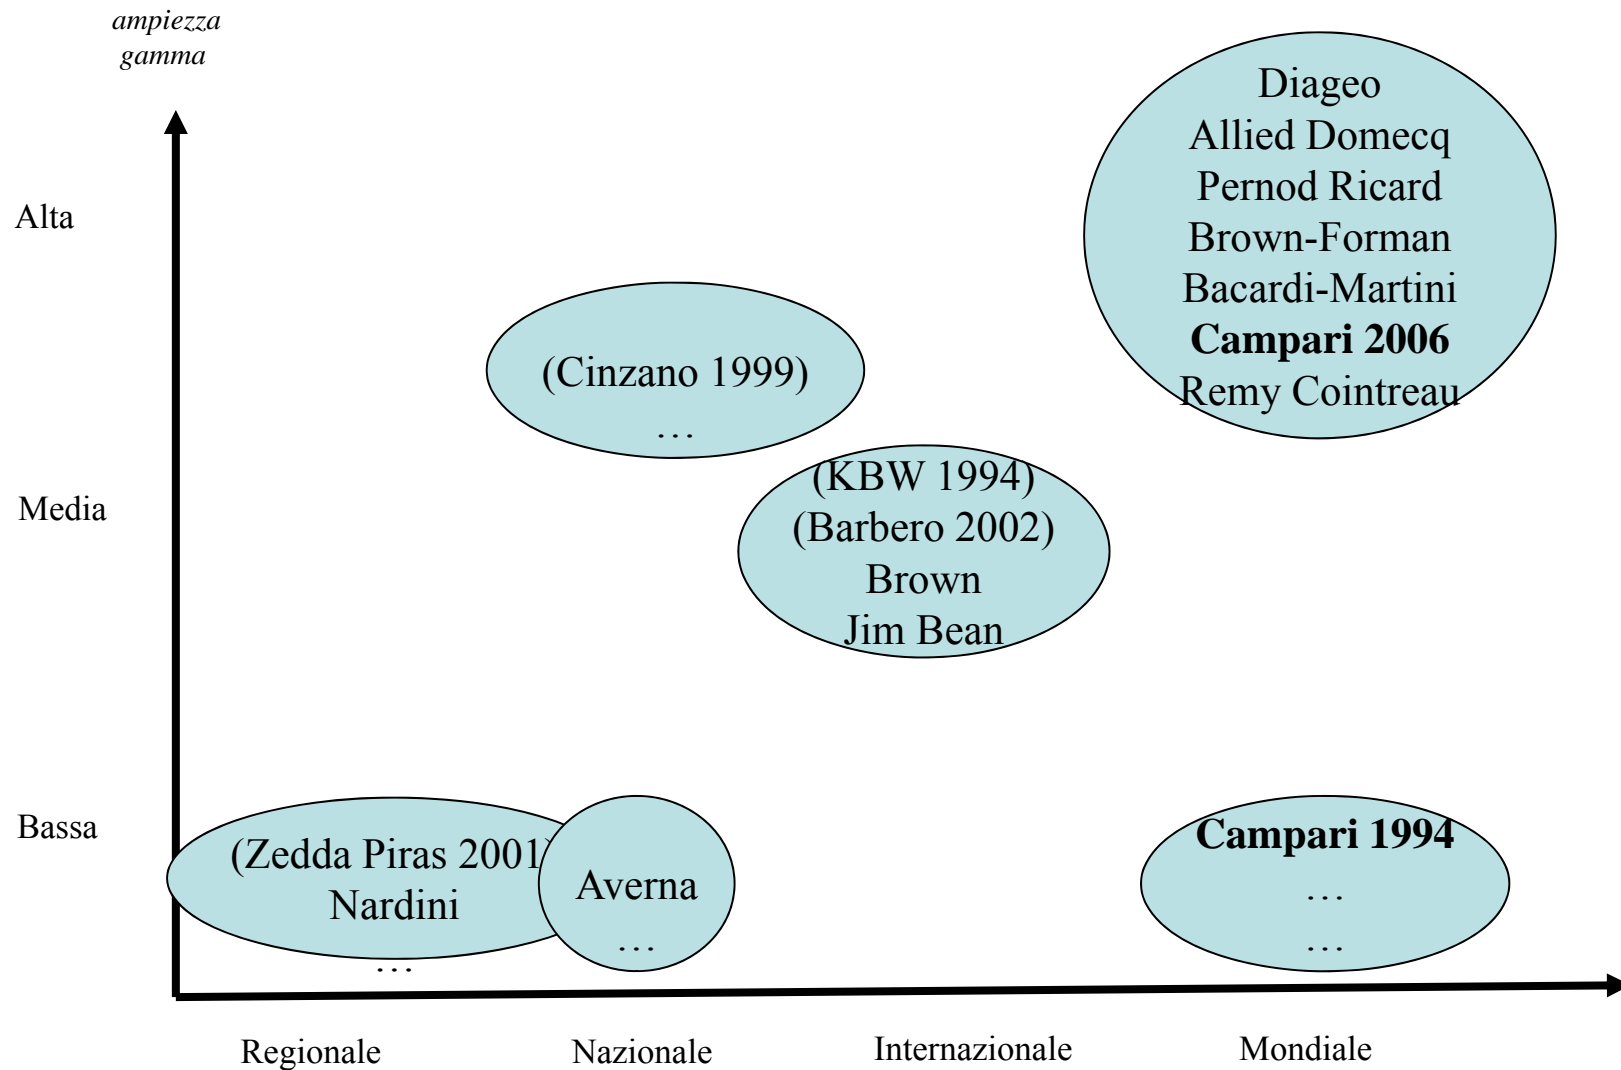 ampiezza
gamma
Alta
Diageo
Allied Domecq
Pernod Ricard
Brown-Forman
Bacardi-Martini
Campari 2006
Remy Cointreau
(Cinzano 1999)
…
Media
(KBW 1994)
(Barbero 2002)
Brown
Jim Bean
Bassa
(Zedda Piras 2001)
Nardini
…
Averna
…
Campari 1994
…
…
Regionale
Nazionale
Internazionale
Mondiale